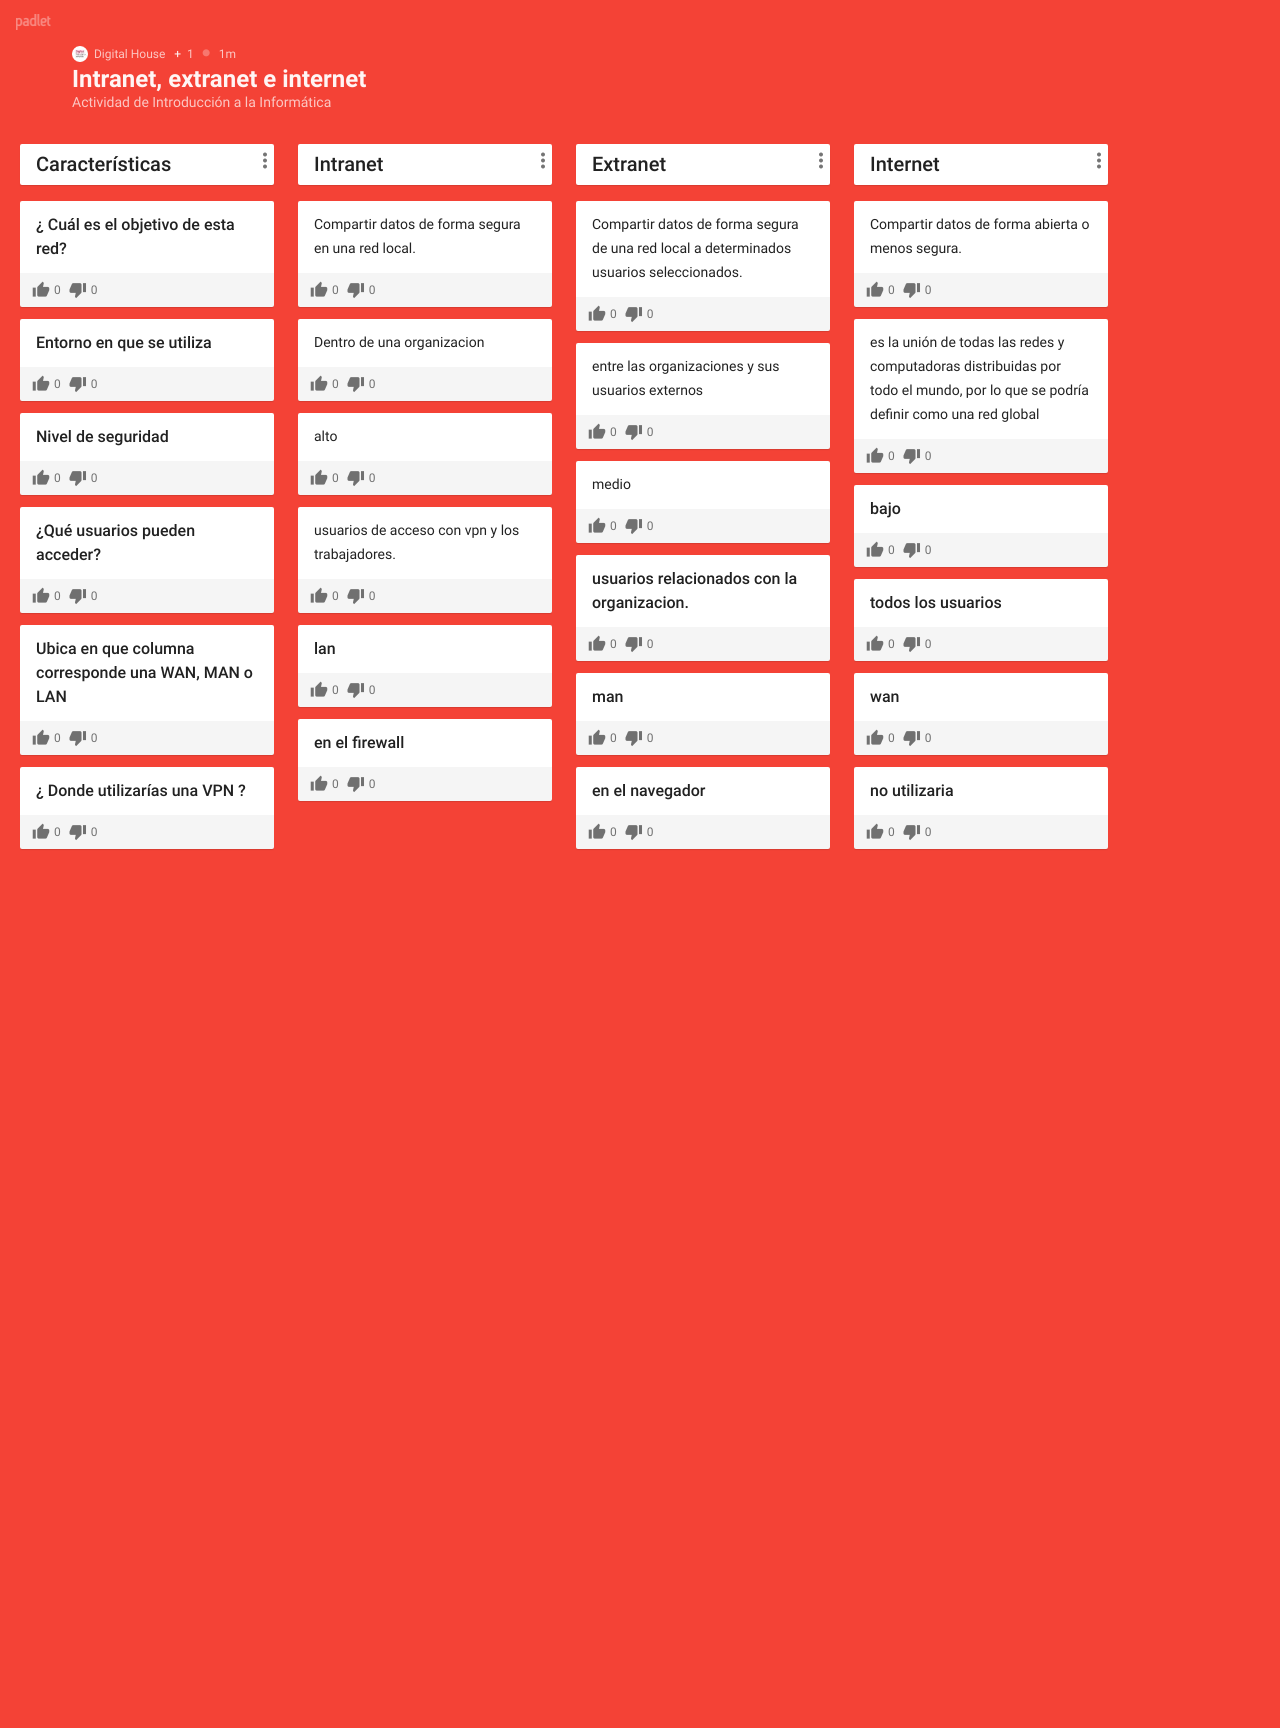 padlet
Digital House + 1 1m
Intranet, extranet e internet
Actividad de Introducción a la Informática
Características
¿ Cuál es el objetivo de esta
red?
0 0
Entorno en que se utiliza
0 0
Nivel de seguridad
0 0
¿Qué usuarios pueden
acceder?
0 0
Ubica en que columna
corresponde una WAN, MAN o
LAN
0 0
¿ Donde utilizarías una VPN ?
0 0
Intranet
Compartir datos de forma segura
en una red local.
0 0
Dentro de una organizacion
0 0
alto
0 0
usuarios de acceso con vpn y los
trabajadores.
0 0
lan
0 0
en el firewall
0 0
Extranet
Compartir datos de forma segura
de una red local a determinados
usuarios seleccionados.
0 0
entre las organizaciones y sus
usuarios externos
0 0
medio
0 0
usuarios relacionados con la
organizacion.
0 0
man
0 0
en el navegador
0 0
Internet
Compartir datos de forma abierta o
menos segura.
0 0
es la unión de todas las redes y
computadoras distribuidas por
todo el mundo, por lo que se podría
definir como una red global
0 0
bajo
0 0
todos los usuarios
0 0
wan
0 0
no utilizaria
0 0